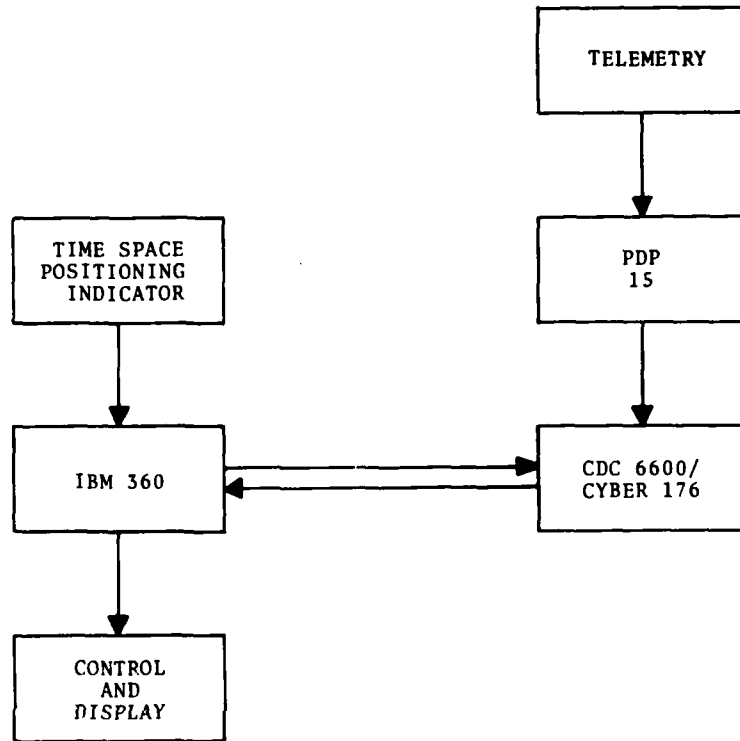 TELEMETRY
TIME SPACE
POSITIONING
INDICATOR
PDP
15
IBM 360
CDC 6600/
CYBER 176
CONTROL
AND
DISPLAY